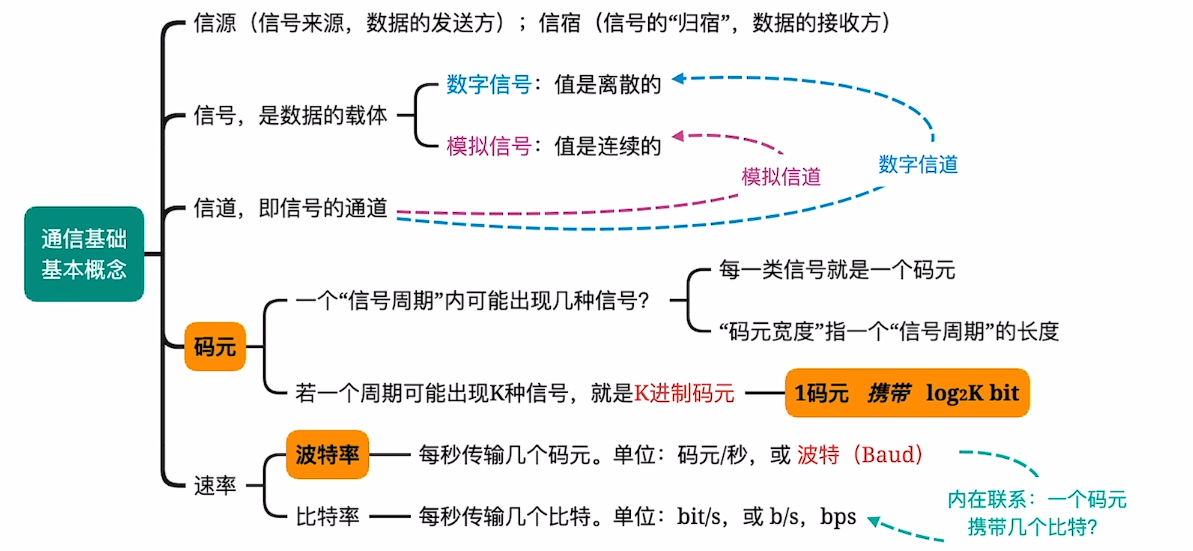 信源（信号来源，数据的发送方）；信宿（信号的“归宿”，数据的接收方）
信号，是数据的载体
数字信号：值是离散的
模拟信号：值是连续的
模拟信道
数字信道
信道，即信号的通道
通信基础
基本概念
码元
一个“信号周期”内可能出现几种信号？
每一类信号就是一个码元
“码元宽度”指一个“信号周期”的长度
若一个周期可能出现K种信号，就是K进制码元
1码元 携带 log₂K bit
速率
波特率
每秒传输几个码元。单位：码元/秒，或 波特（Baud）
比特率
每秒传输几个比特。单位：bit/s，或 b/s，bps
内在联系：一个码元
携带几个比特？